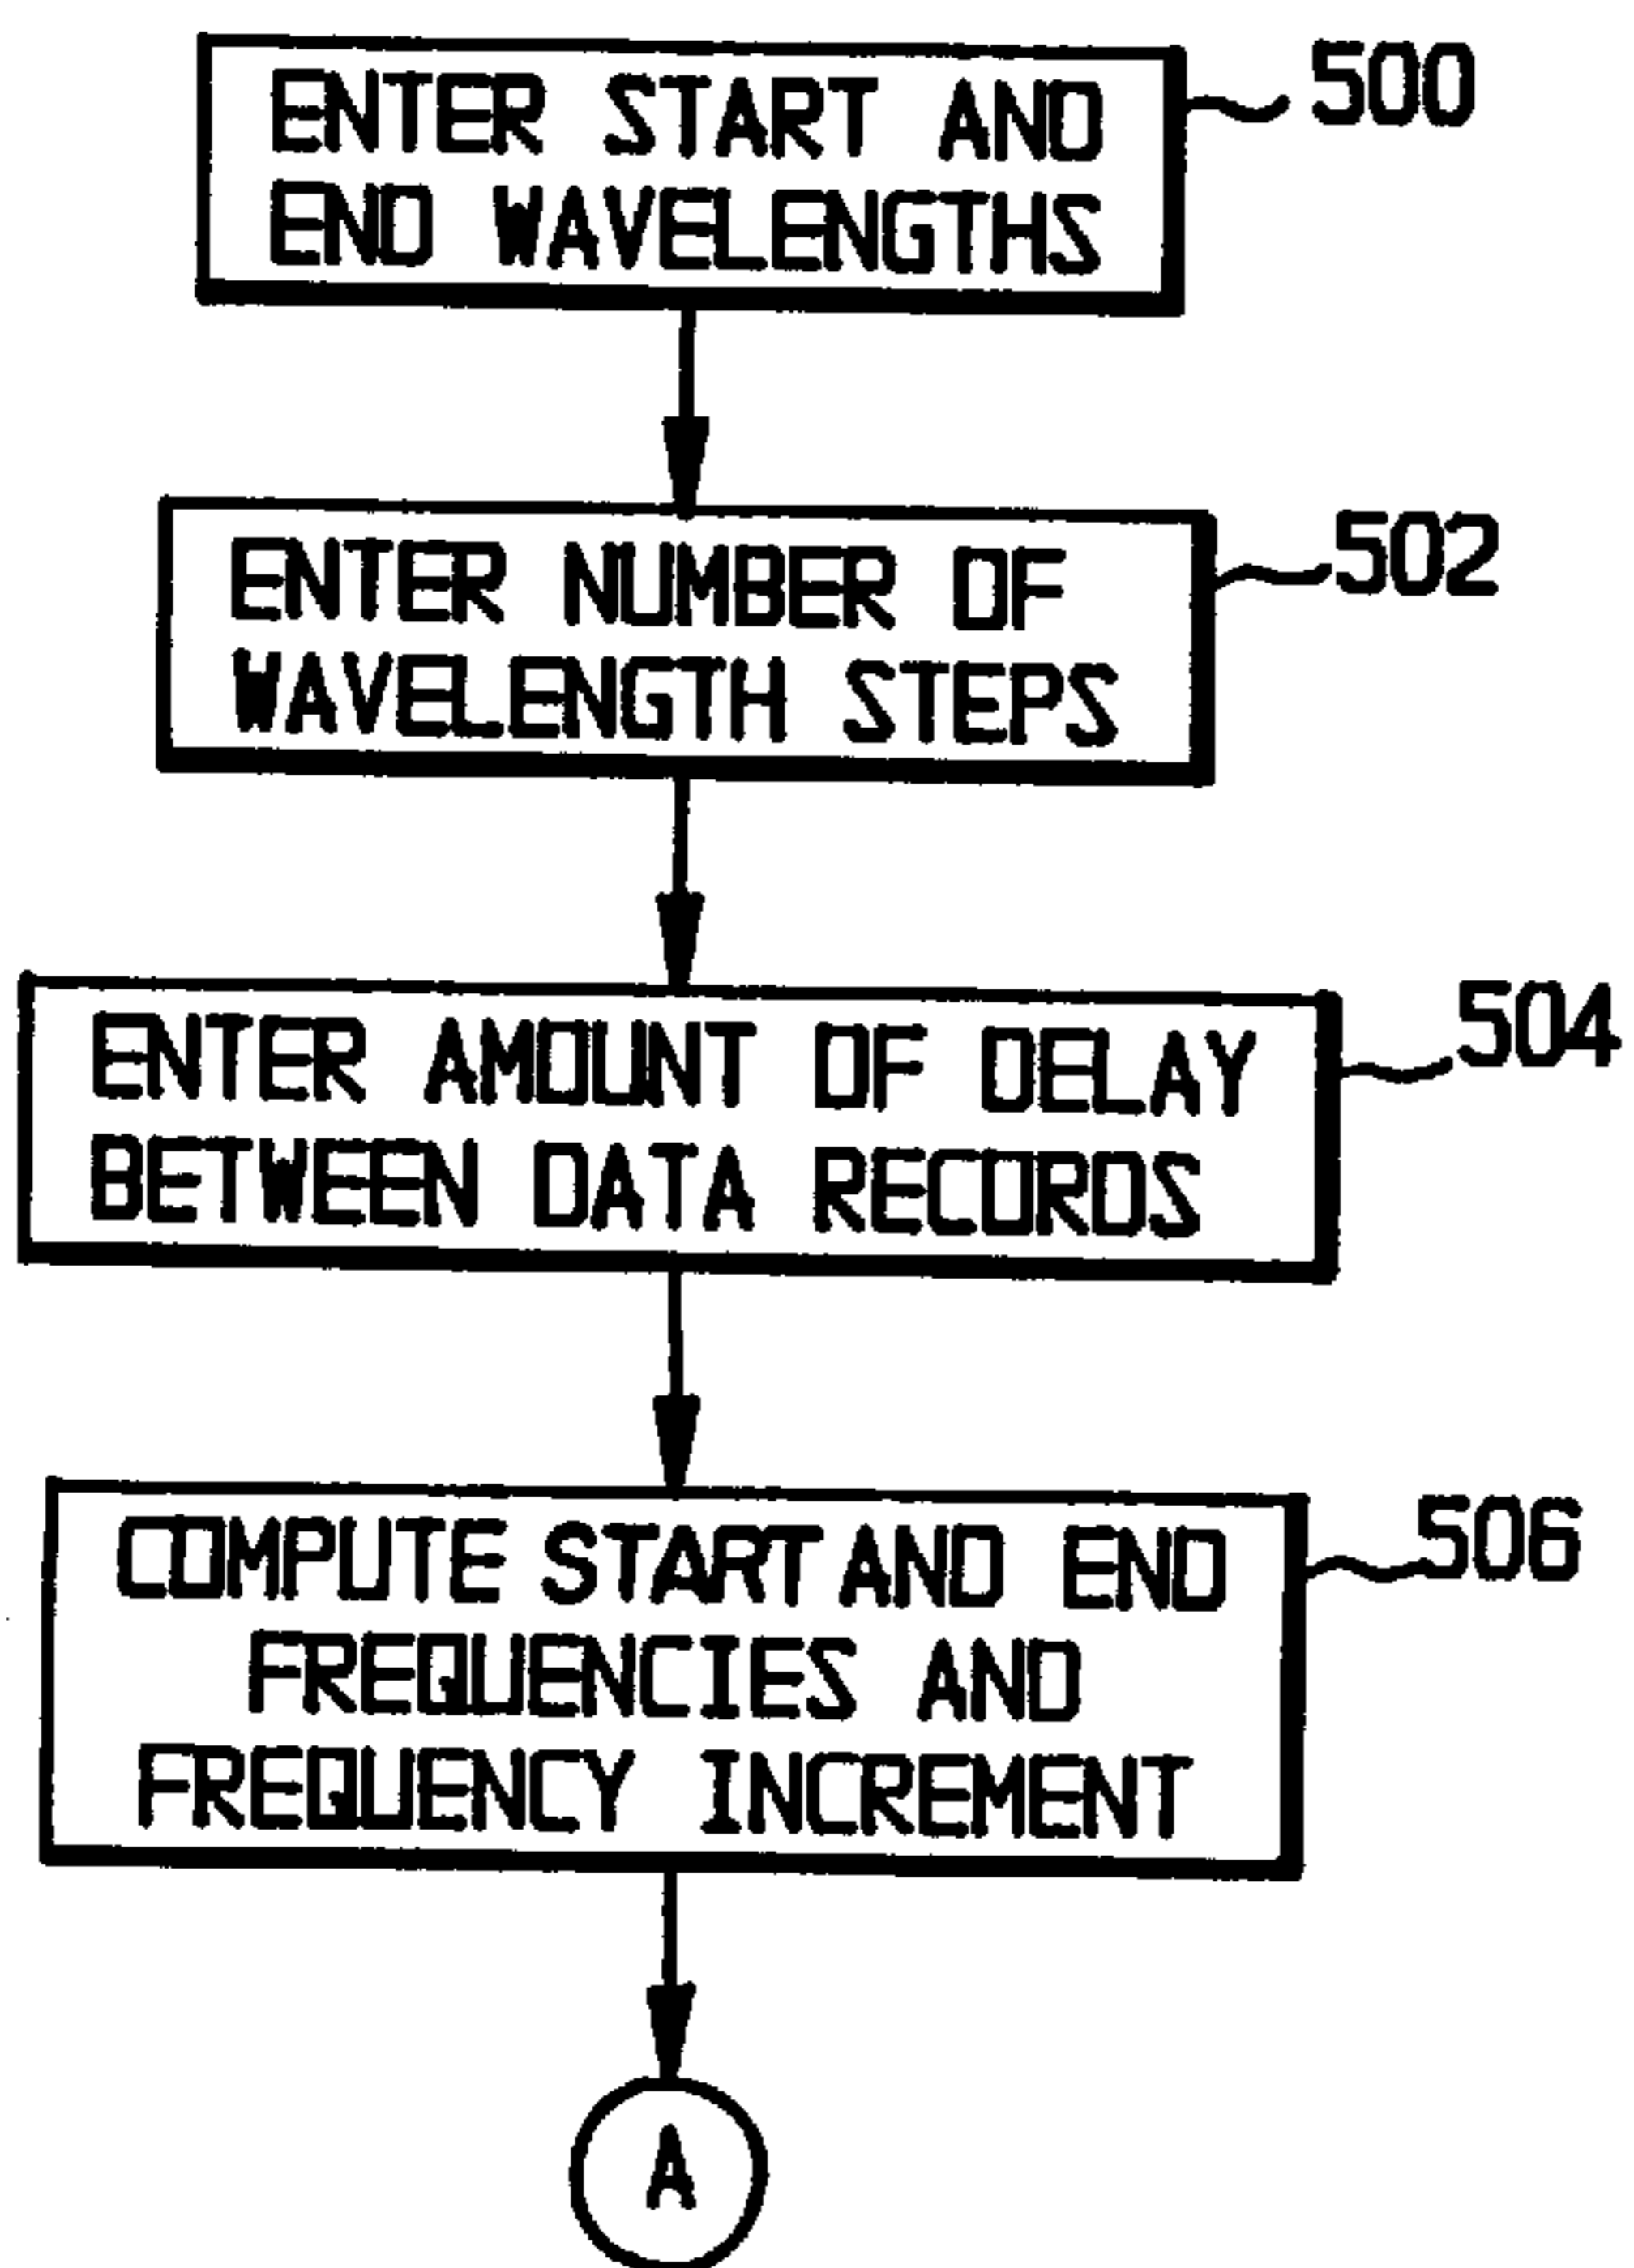 ENTER START AND
END WAVELENGTHS
500
ENTER NUMBER OF
WAVELENGTH STEPS
502
ENTER AMOUNT OF DELAY
BETWEEN DATA RECORDS
504
COMPUTE START AND END
FREQUENCIES AND
FREQUENCY INCREMENT
506
A